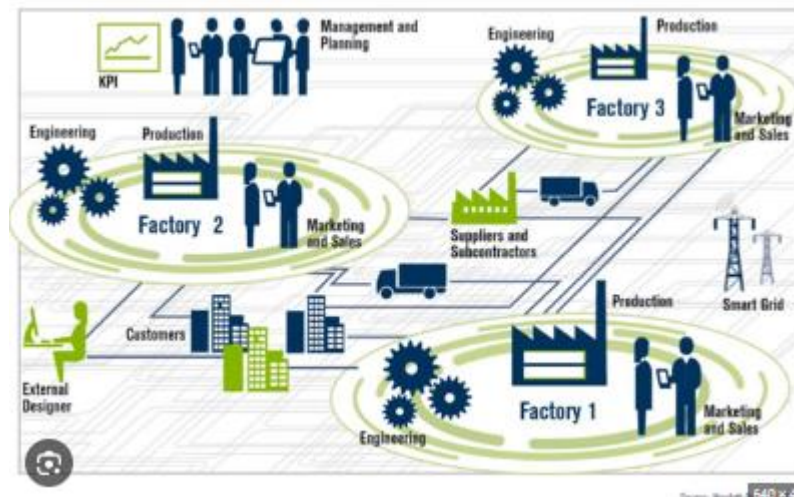 Management and
Planning
KPI
Engineering
Production
Factory 3
Marketing
and Sales
Engineering
Production
Factory 2
Marketing
and Sales
Suppliers and
Subcontractors
Smart Grid
Customers
External
Designer
Production
Factory 1
Engineering
Marketing
and Sales